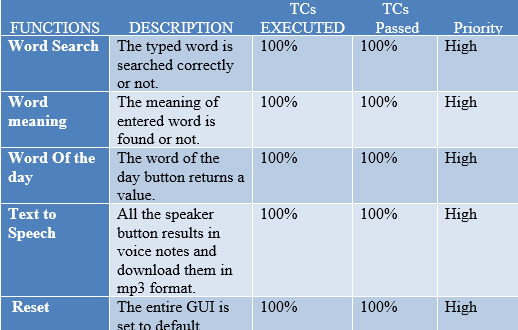 FUNCTIONS DESCRIPTION TCs EXECUTED TCs Passed Priority
Word Search The typed word is 100% 100% High
searched correctly
or not.
Word The meaning of 100% 100% High
meaning entered word is
found or not.
Word Of the The word of the 100% 100% High
day day button returns a
value.
Text to All the speaker 100% 100% High
Speech button results in
voice notes and
download them in
mp3 format.
Reset The entire GUI is 100% 100% High
set to default